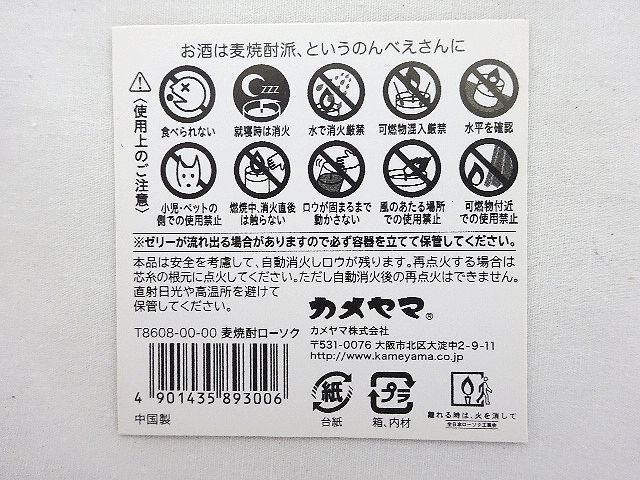 お酒は麦焼酎派、というのんべえさんに
〈使用上のご注意〉
食べられない
就寝時は消火
水で消火厳禁
可燃物混入厳禁
水平を確認
小児・ペットの
側での使用禁止
燃焼中、消火直後
は触らない
ロウが固まるまで
動かさない
風のあたる場所
での使用禁止
可燃物付近
での使用禁止
※ゼリーが流れ出る場合がありますので必ず容器を立てて保管してください。
本品は安全を考慮して、自動消火しロウが残ります。再点火する場合は
芯糸の根元に点火してください。ただし自動消火後の再点火はできません。
直射日光や高温所を避けて
保管してください。
カメヤマ®
T8608-00-00 麦焼酎ローソク
カメヤマ株式会社
〒531-0076 大阪市北区大淀中2-9-11
http://www.kameyama.co.jp
4 901435 893006
中国製
紙
台紙
プラ
箱、内材
離れる時は、火を消して
全日本ローソク工業会